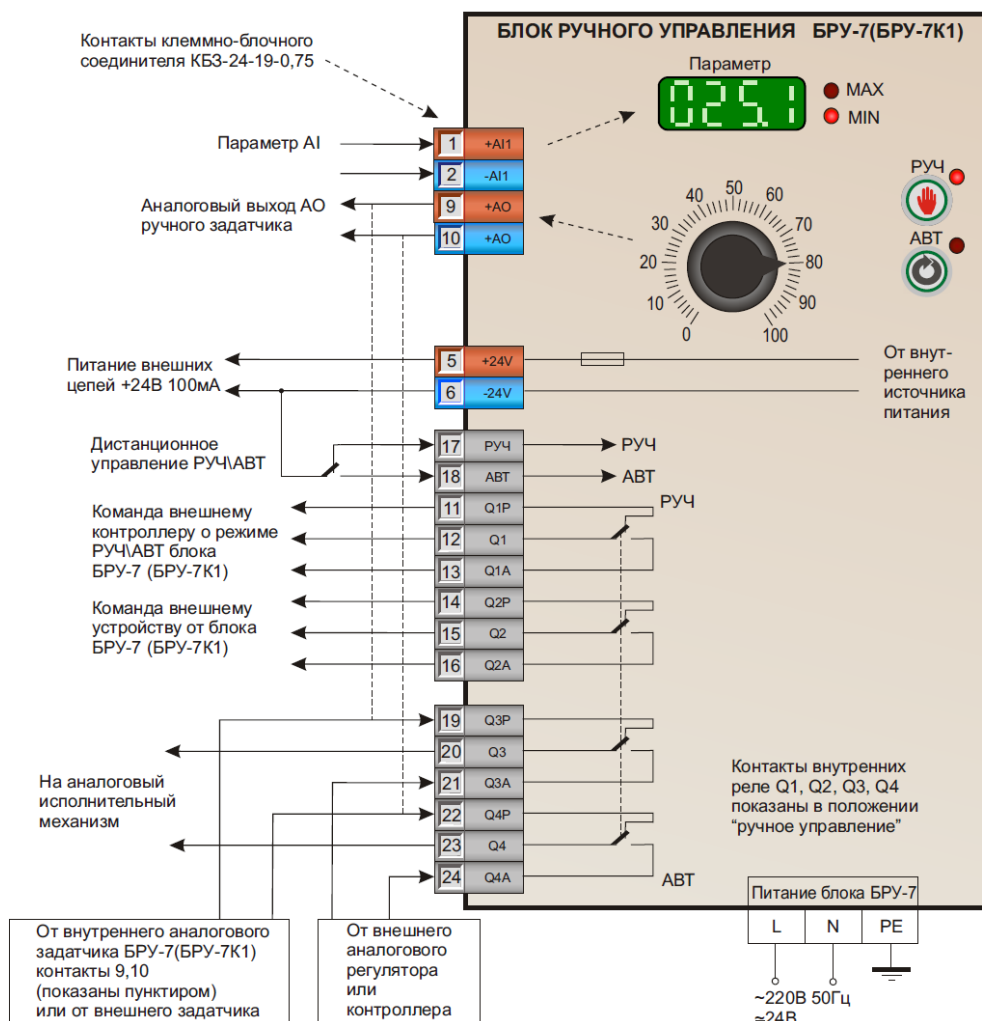 БЛОК РУЧНОГО УПРАВЛЕНИЯ БРУ-7(БРУ-7К1)
Контакты клеммно-блочного
соединителя КБЗ-24-19-0,75
Параметр
025.1
MAX
MIN
Параметр AI
1 +AI1
2 -AI1
Аналоговый выход АО
ручного задатчика
9 +AO
10 +AO
0
10
20
30
40
50
60
70
80
90
100
РУЧ
АВТ
Питание внешних
цепей +24В 100мА
5 +24V
6 -24V
От внут-
реннего
источника
питания
Дистанционное
управление РУЧ\АВТ
17 РУЧ
18 АВТ
РУЧ
АВТ
Команда внешнему
контроллеру о режиме
РУЧ\АВТ блока
БРУ-7 (БРУ-7К1)
11 Q1P
12 Q1
13 Q1A
РУЧ
Команда внешнему
устройству от блока
БРУ-7 (БРУ-7К1)
14 Q2P
15 Q2
16 Q2A
На аналоговый
исполнительный
механизм
19 Q3P
20 Q3
21 Q3A
22 Q4P
23 Q4
24 Q4A
АВТ
Контакты внутренних
реле Q1, Q2, Q3, Q4
показаны в положении
“ручное управление”
Питание блока БРУ-7
L N PE
~220В 50Гц
≂24В
От внутреннего аналогового
задатчика БРУ-7(БРУ-7К1)
контакты 9,10
(показаны пунктиром)
или от внешнего задатчика
От внешнего
аналогового
регулятора
или
контроллера